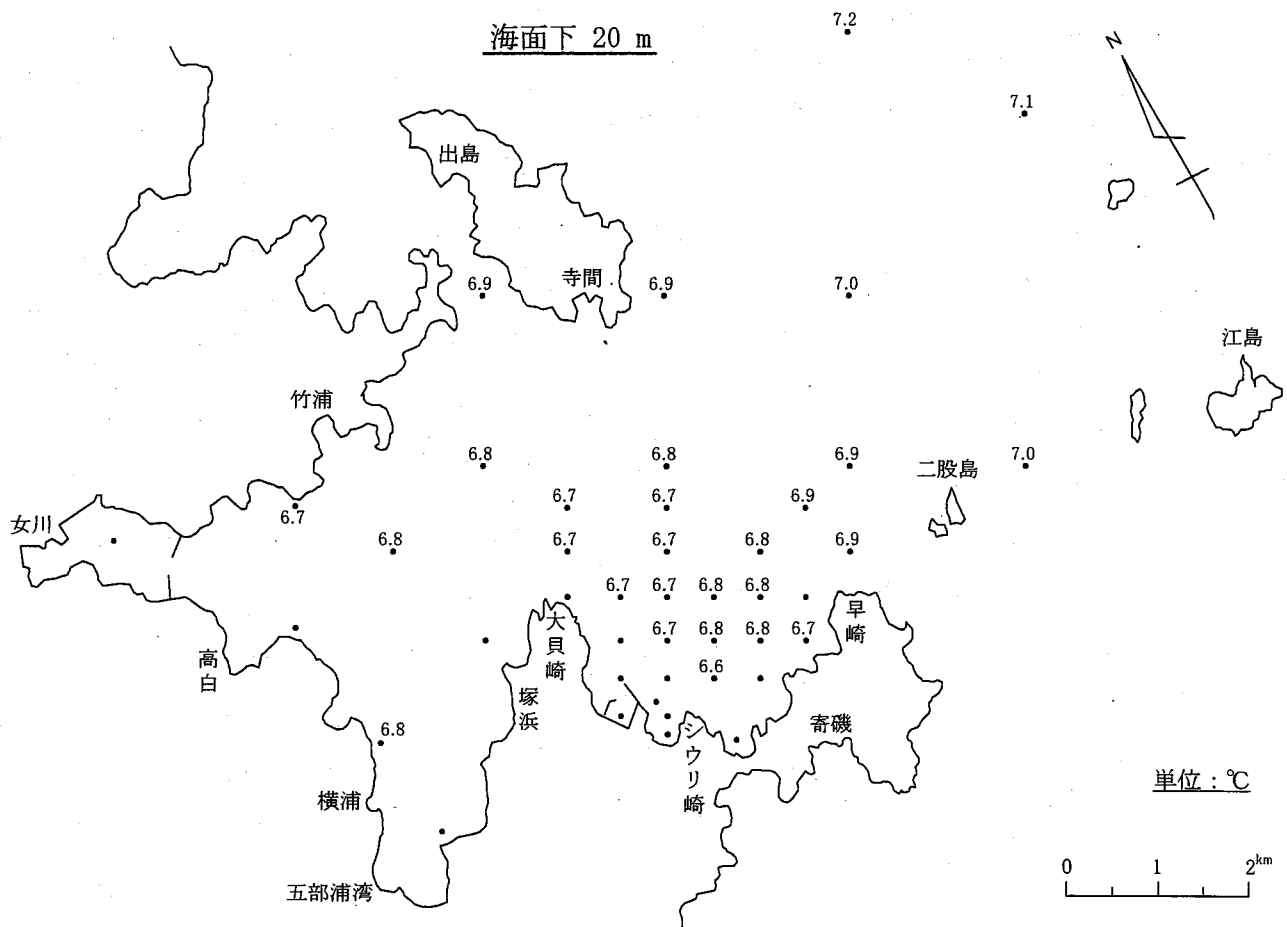 海面下 20 m
7.2
N
7.1
出島
寺間
6.9
6.9
7.0
江島
竹浦
6.8
6.8
6.9
二股島
7.0
6.7
6.7
6.7
6.9
女川
6.8
6.7
6.7
6.8
6.9
6.7
6.7
6.8
6.8
早崎
大貝崎
6.7
6.8
6.8
6.7
高白
6.6
塚浜
寄磯
シウリ崎
6.8
横浦
単位:℃
五部浦湾
0 1 2km